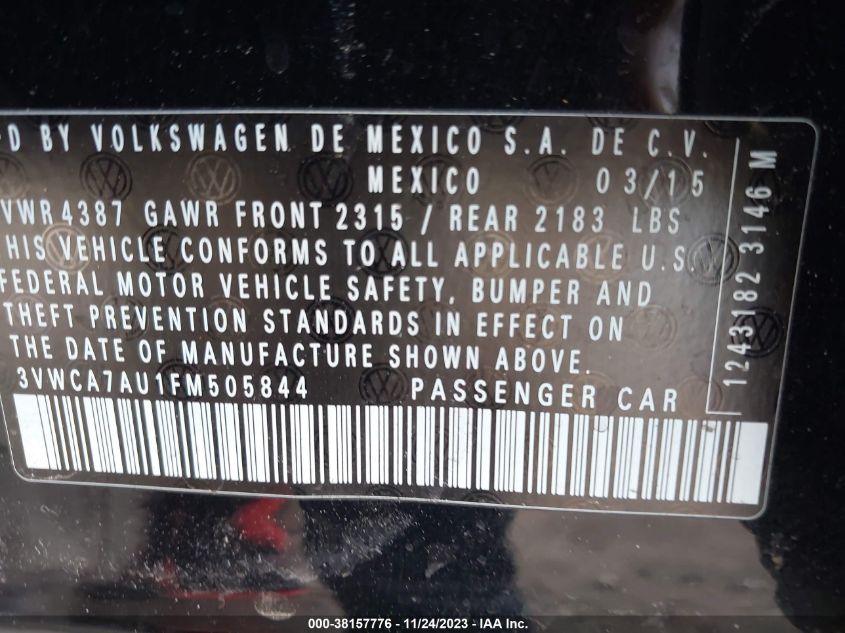 D BY VOLKSWAGEN DE MEXICO S.A. DE C.V.
MEXICO 03/15
VWR4387 GAWR FRONT 2315 / REAR 2183 LBS
HIS VEHICLE CONFORMS TO ALL APPLICABLE U.S.
FEDERAL MOTOR VEHICLE SAFETY, BUMPER AND
THEFT PREVENTION STANDARDS IN EFFECT ON
THE DATE OF MANUFACTURE SHOWN ABOVE.
3VWCA7AU1FM505844 PASSENGER CAR
1243182 3146 M
000-38157776 - 11/24/2023 - IAA Inc.